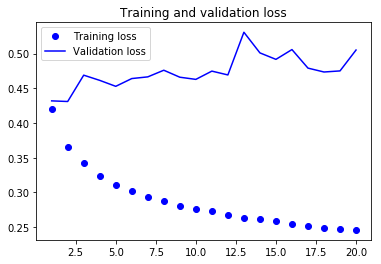 Training and validation loss
Training loss
Validation loss
0.50
0.45
0.40
0.35
0.30
0.25
2.5 5.0 7.5 10.0 12.5 15.0 17.5 20.0